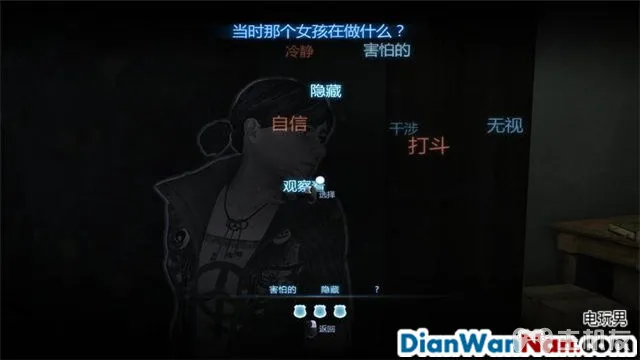 当时那个女孩在做什么？
冷静 害怕的
隐藏
自信 干涉 无视
打斗
观察着
选择
害怕的 隐藏 ?
返回
电玩男
DianWanNan.com